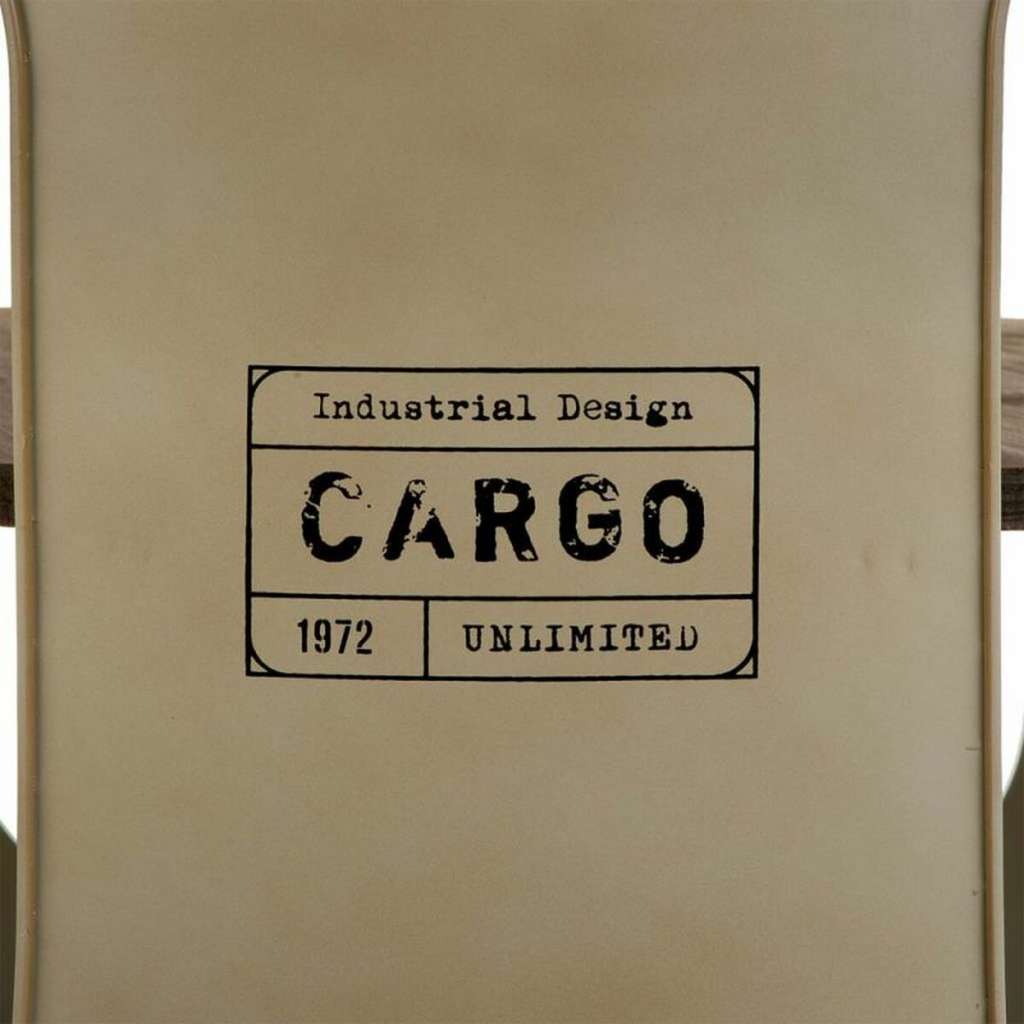 Industrial Design
CARGO
1972 UNLIMITED